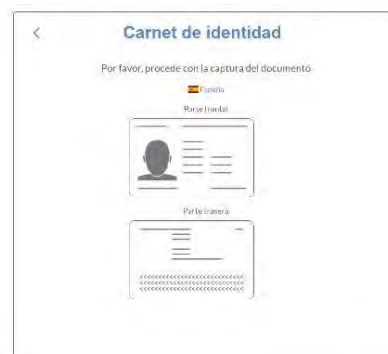 Carnet de identidad
Por favor, procede con la captura del documento
España
Parte frontal
Parte trasera